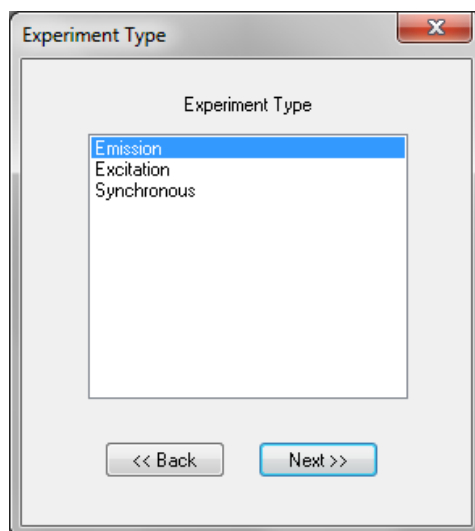 Experiment Type
Experiment Type
Emission
Excitation
Synchronous
<< Back
Next >>